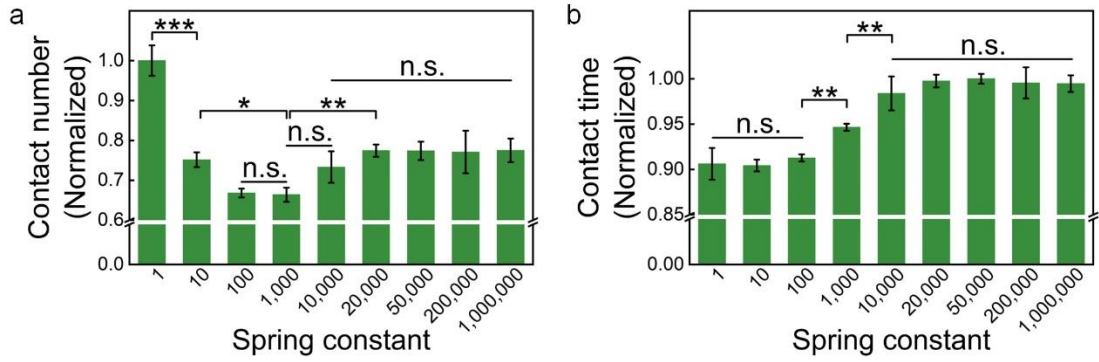 a
Contact number
(Normalized)
1.0
0.9
0.8
0.7
0.6
0.0
***
*
**
n.s.
n.s.
n.s.
1
10
100
1,000
10,000
20,000
50,000
200,000
1,000,000
Spring constant
b
Contact time
(Normalized)
1.00
0.95
0.90
0.85
0.00
n.s.
**
**
n.s.
1
10
100
1,000
10,000
20,000
50,000
200,000
1,000,000
Spring constant